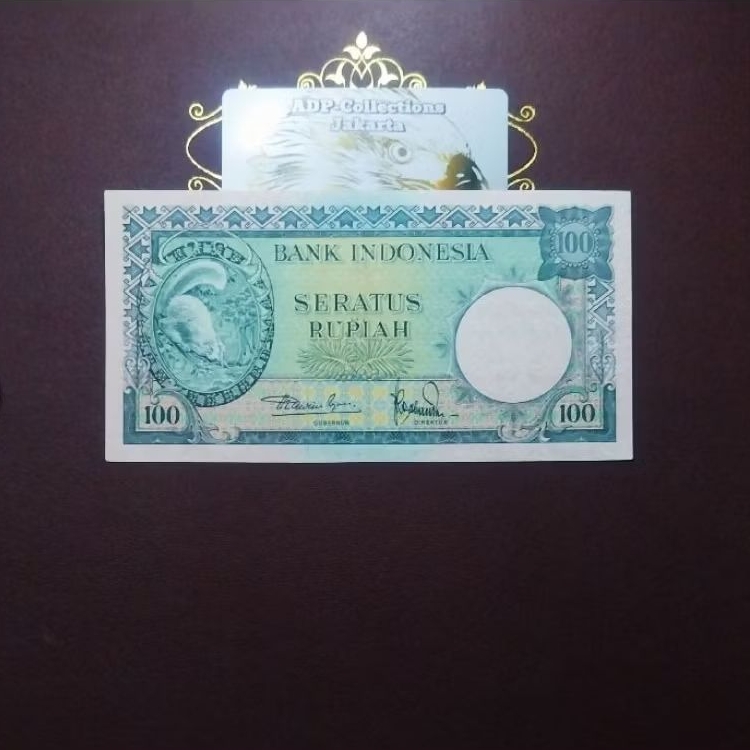 ADP-Collections
Jakarta
BANK INDONESIA
100
SERATUS
RUPIAH
100
GUBERNUR
DIREKTUR
100